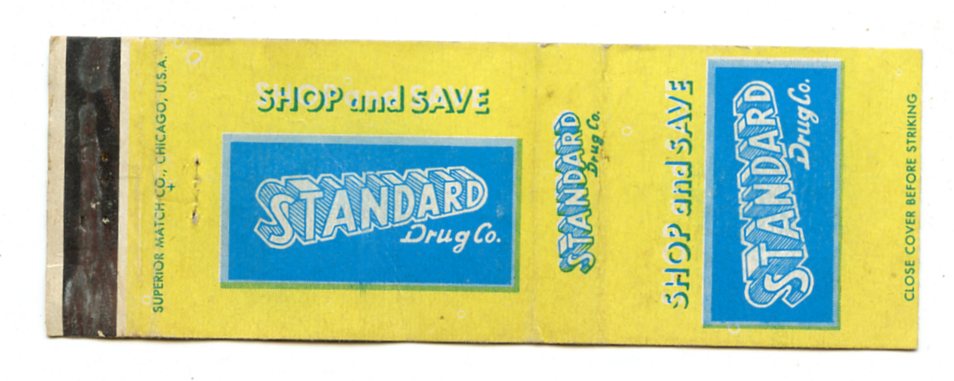 SUPERIOR MATCH CO., CHICAGO, U.S.A.
SHOP and SAVE
STANDARD
Drug Co.
STANDARD
Drug Co.
SHOP and SAVE
STANDARD
Drug Co.
CLOSE COVER BEFORE STRIKING